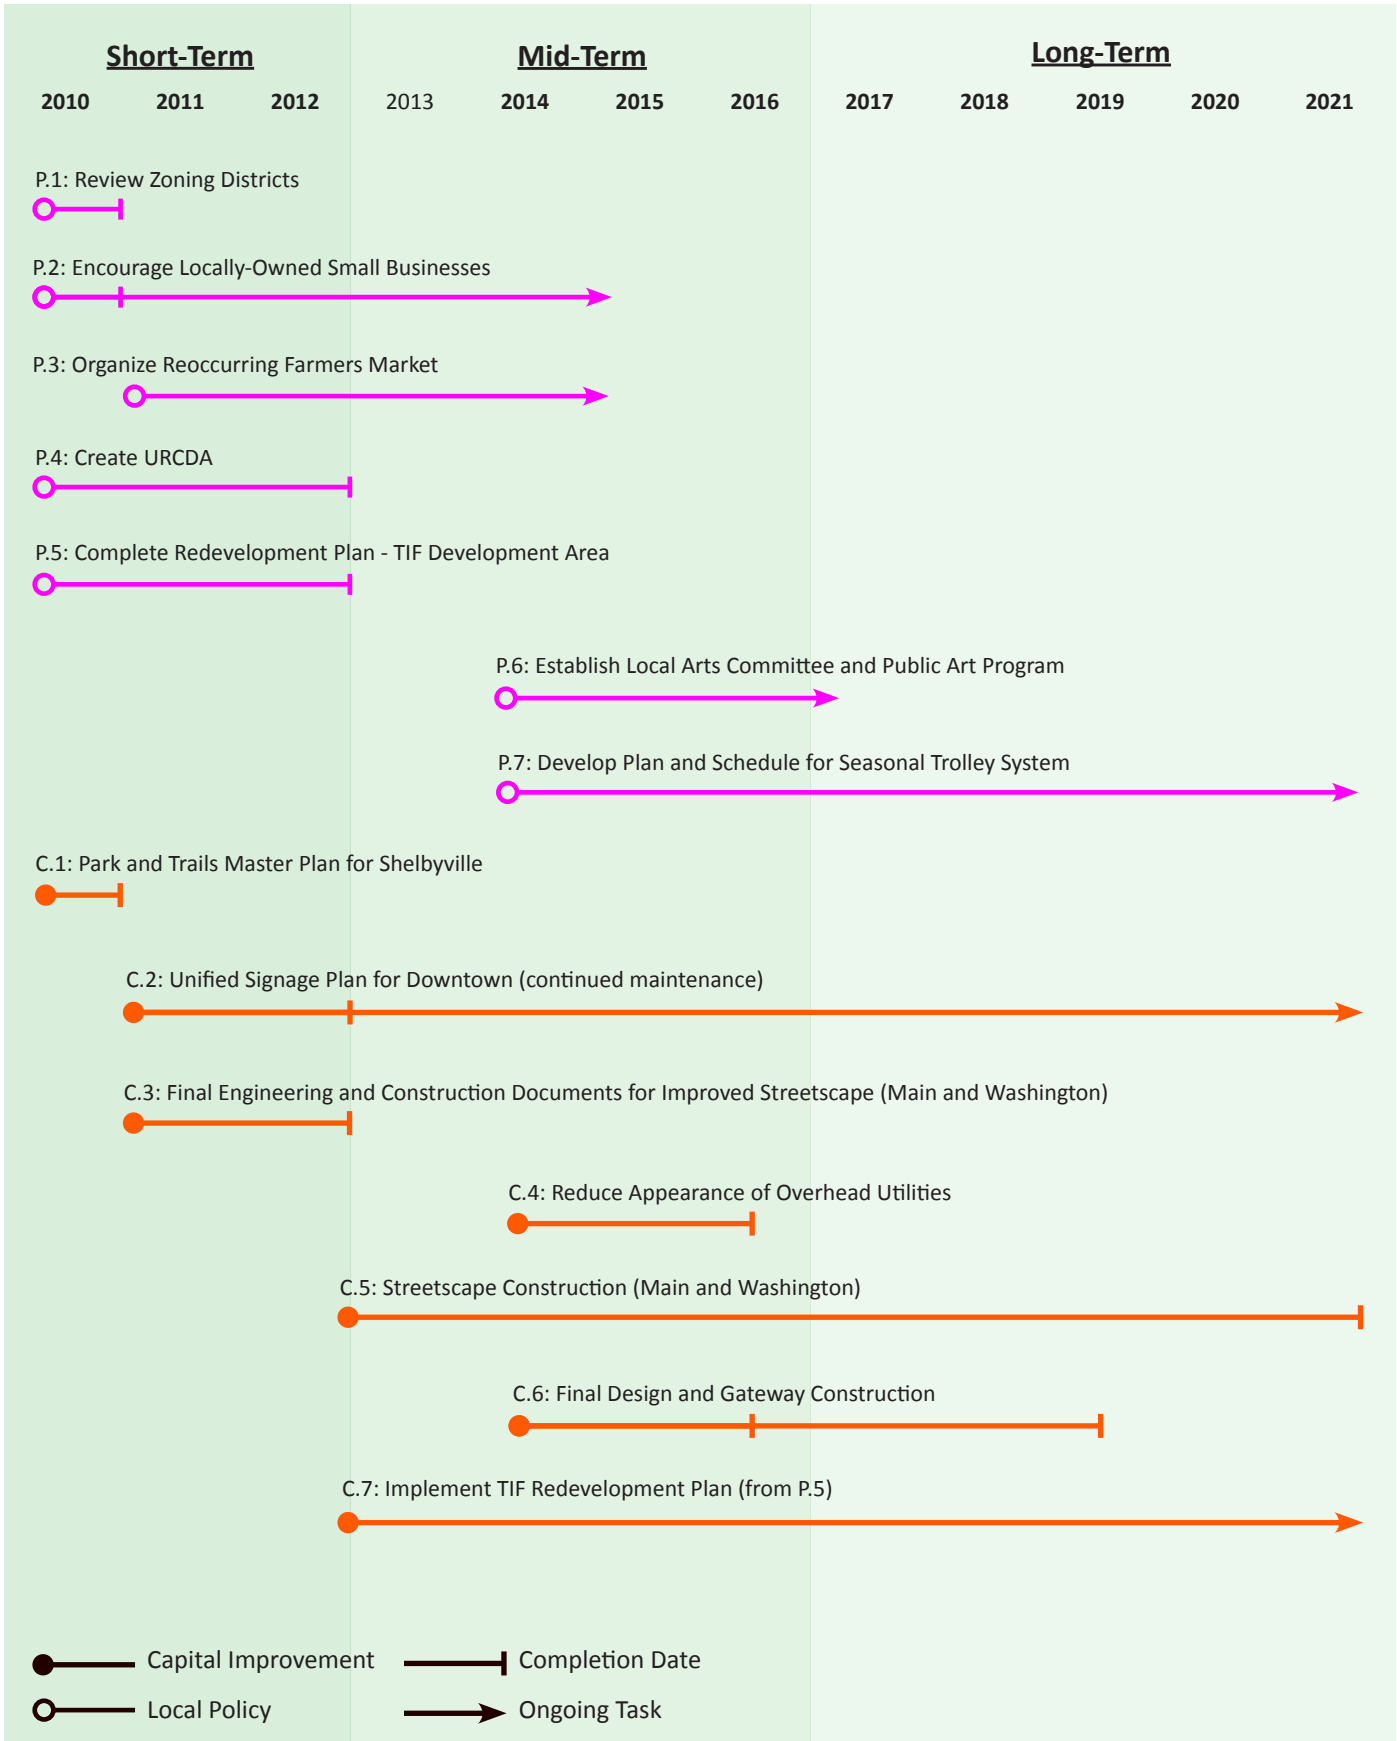 Short-Term Mid-Term Long-Term
2010 2011 2012 2013 2014 2015 2016 2017 2018 2019 2020 2021
P.1: Review Zoning Districts
P.2: Encourage Locally-Owned Small Businesses
P.3: Organize Reoccurring Farmers Market
P.4: Create URCDA
P.5: Complete Redevelopment Plan - TIF Development Area
P.6: Establish Local Arts Committee and Public Art Program
P.7: Develop Plan and Schedule for Seasonal Trolley System
C.1: Park and Trails Master Plan for Shelbyville
C.2: Unified Signage Plan for Downtown (continued maintenance)
C.3: Final Engineering and Construction Documents for Improved Streetscape (Main and Washington)
C.4: Reduce Appearance of Overhead Utilities
C.5: Streetscape Construction (Main and Washington)
C.6: Final Design and Gateway Construction
C.7: Implement TIF Redevelopment Plan (from P.5)
Capital Improvement Completion Date
Local Policy Ongoing Task